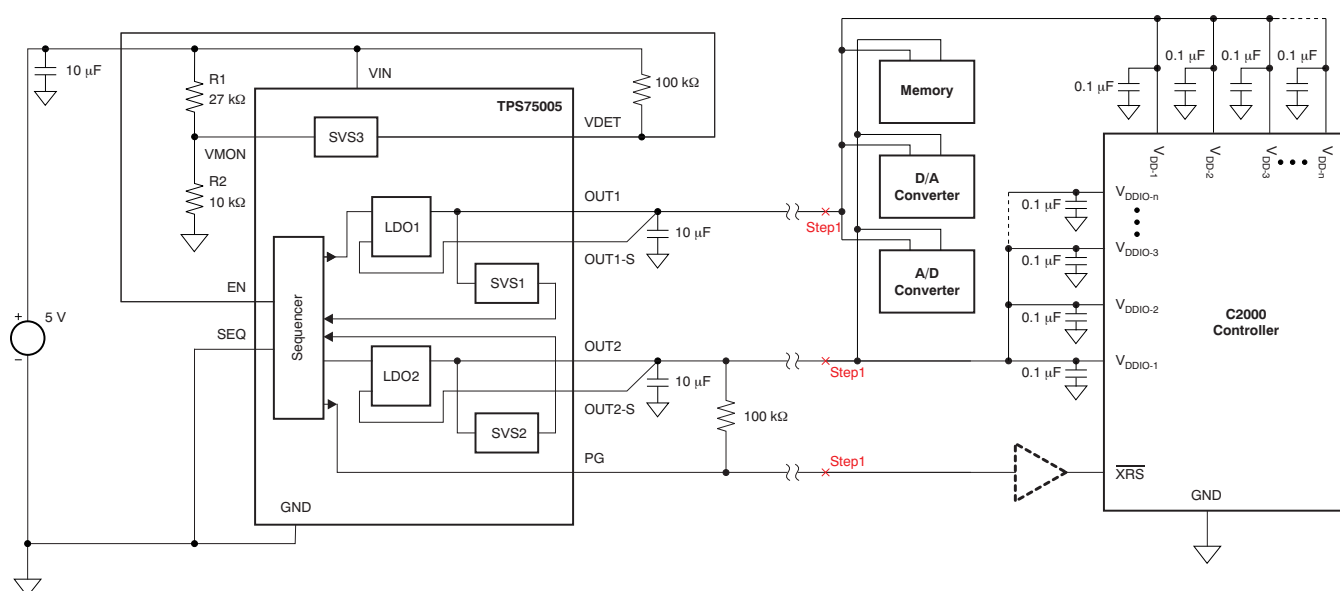 10 µF
R1
27 kΩ
VIN
100 kΩ
TPS75005
VDET
SVS3
VMON
R2
10 kΩ
OUT1
LDO1
10 µF
OUT1-S
SVS1
EN
SEQ
Sequencer
5 V
+
−
OUT2
LDO2
10 µF
OUT2-S
SVS2
100 kΩ
PG
GND
Step1
Step1
Step1
Memory
D/A
Converter
A/D
Converter
0.1 µF
0.1 µF
0.1 µF
0.1 µF
VDD-1
VDD-2
VDD-3
VDD-n
VDDIO-n
0.1 µF
VDDIO-3
0.1 µF
VDDIO-2
0.1 µF
VDDIO-1
0.1 µF
C2000
Controller
XRS
GND